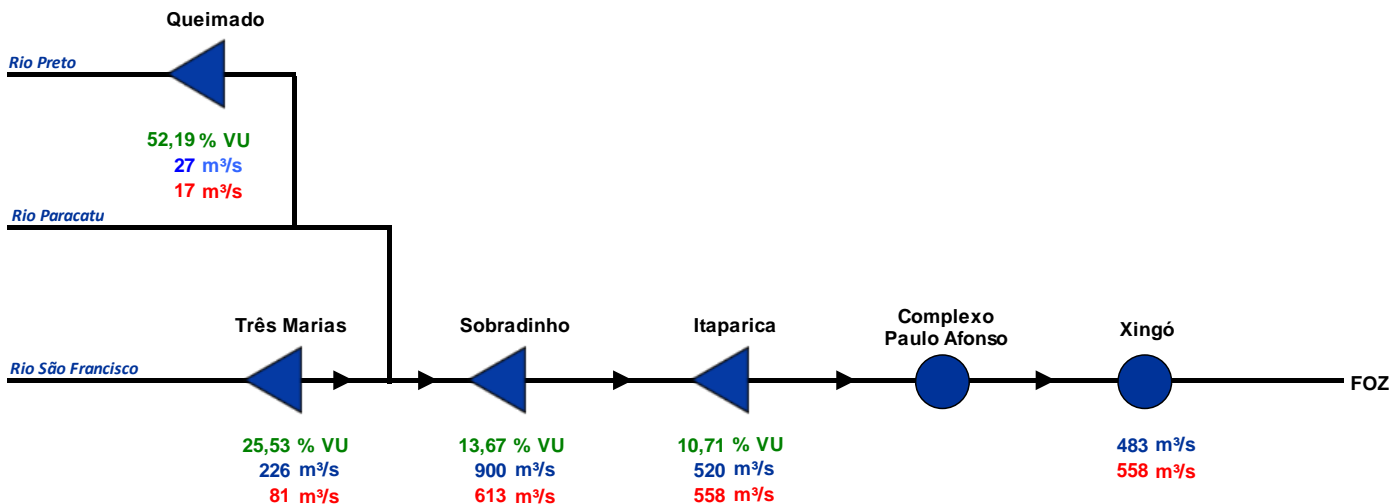 Queimado
Rio Preto
52,19 % VU
27 m³/s
17 m³/s
Rio Paracatu
Três Marias
Sobradinho
Itaparica
Complexo
Paulo Afonso
Xingó
Rio São Francisco
FOZ
25,53 % VU
226 m³/s
81 m³/s
13,67 % VU
900 m³/s
613 m³/s
10,71 % VU
520 m³/s
558 m³/s
483 m³/s
558 m³/s